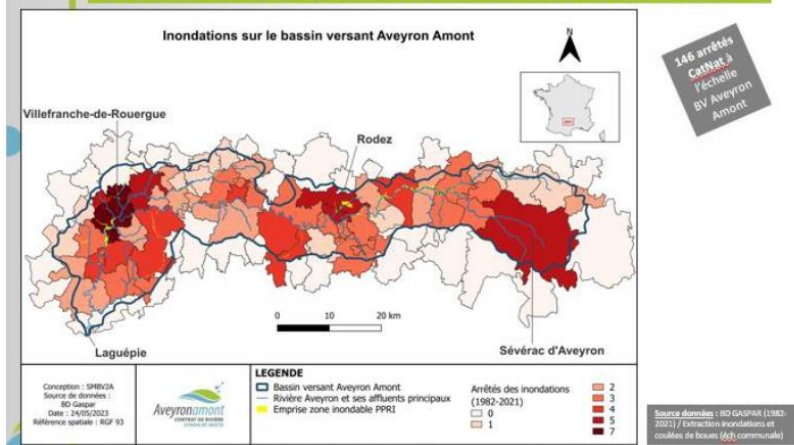 Inondations sur le bassin versant Aveyron Amont
N
146 arrêtés
CatNat à
l'échelle
BV Aveyron
Amont
Villefranche-de-Rouergue
Rodez
0 10 20 km
Laguépie
Sévérac d'Aveyron
Conception : SMBV2A
Source de données :
BD Gaspar
Date : 24/05/2023
Référence spatiale : RGF 93
Aveyronamont
CONTRAT DE RIVIÈRE
LEGENDE
Bassin versant Aveyron Amont
Rivière Aveyron et ses affluents principaux
Emprise zone inondable PPRI
Arrêtés des inondations
(1982-2021)
0
1
2
3
4
5
7
Source données : BD GASPAR (1982-
2021) / Extraction inondations et
coulées de boues (éch communale)